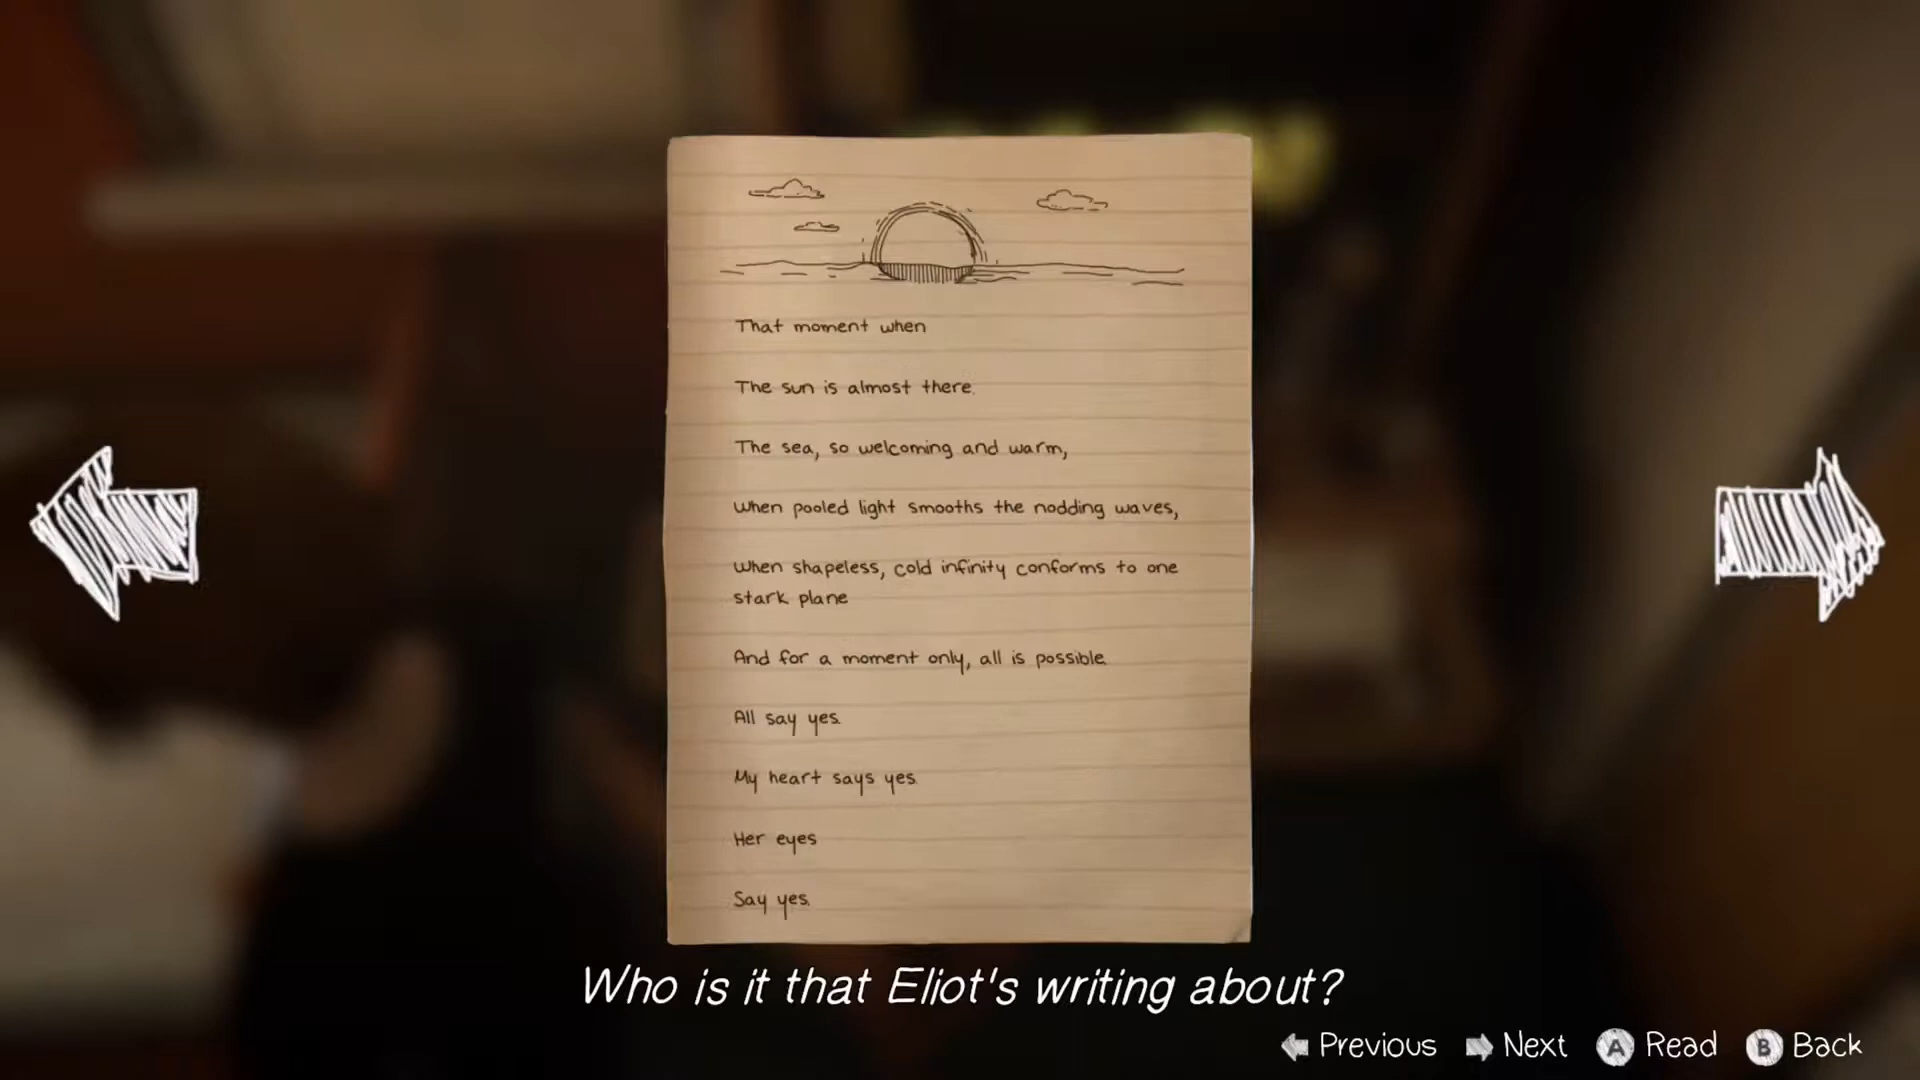 That moment when
The sun is almost there.
The sea, so welcoming and warm,
When pooled light smooths the nodding waves,
When shapeless, cold infinity conforms to one
stark plane
And for a moment only, all is possible.
All say yes.
My heart says yes.
Her eyes
Say yes.
Who is it that Eliot's writing about?
Previous Next A Read B Back